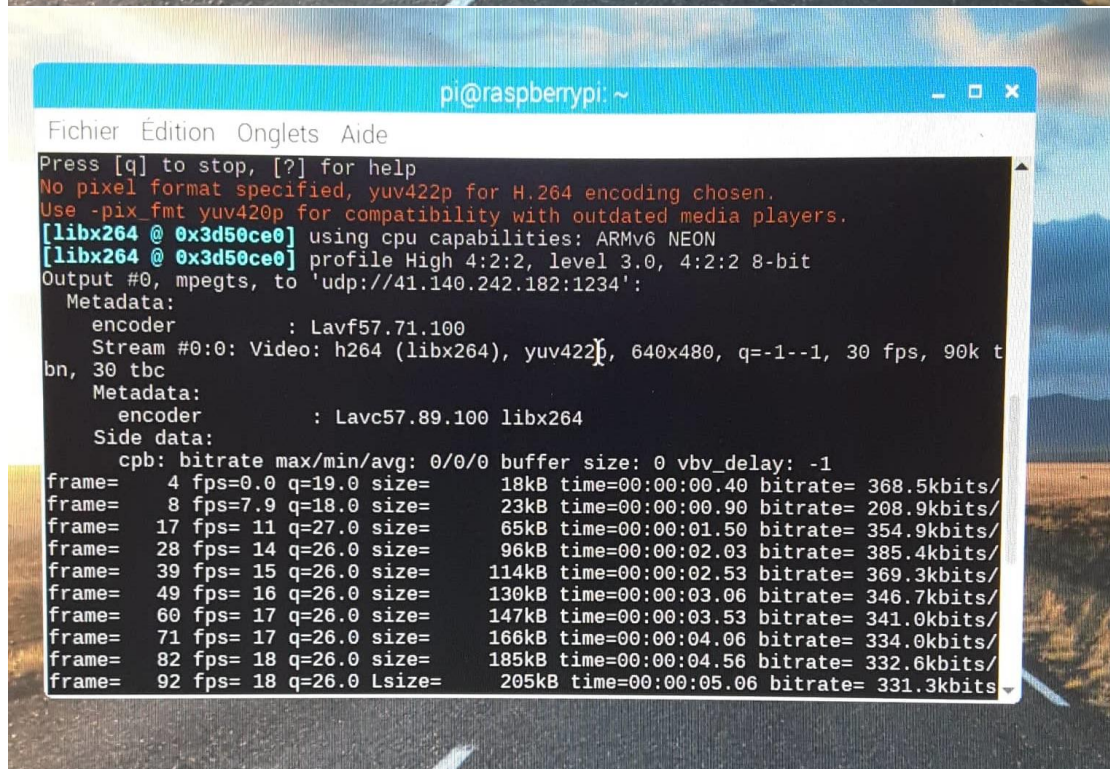 pi@raspberrypi: ~
Fichier Édition Onglets Aide
Press [q] to stop, [?] for help
No pixel format specified, yuv422p for H.264 encoding chosen.
Use -pix_fmt yuv420p for compatibility with outdated media players.
[libx264 @ 0x3d50ce0] using cpu capabilities: ARMv6 NEON
[libx264 @ 0x3d50ce0] profile High 4:2:2, level 3.0, 4:2:2 8-bit
Output #0, mpegts, to 'udp://41.140.242.182:1234':
Metadata:
encoder : Lavf57.71.100
Stream #0:0: Video: h264 (libx264), yuv422p, 640x480, q=-1--1, 30 fps, 90k t
bn, 30 tbc
Metadata:
encoder : Lavc57.89.100 libx264
Side data:
cpb: bitrate max/min/avg: 0/0/0 buffer size: 0 vbv_delay: -1
frame= 4 fps=0.0 q=19.0 size= 18kB time=00:00:00.40 bitrate= 368.5kbits/
frame= 8 fps=7.9 q=18.0 size= 23kB time=00:00:00.90 bitrate= 208.9kbits/
frame= 17 fps= 11 q=27.0 size= 65kB time=00:00:01.50 bitrate= 354.9kbits/
frame= 28 fps= 14 q=26.0 size= 96kB time=00:00:02.03 bitrate= 385.4kbits/
frame= 39 fps= 15 q=26.0 size= 114kB time=00:00:02.53 bitrate= 369.3kbits/
frame= 49 fps= 16 q=26.0 size= 130kB time=00:00:03.06 bitrate= 346.7kbits/
frame= 60 fps= 17 q=26.0 size= 147kB time=00:00:03.53 bitrate= 341.0kbits/
frame= 71 fps= 17 q=26.0 size= 166kB time=00:00:04.06 bitrate= 334.0kbits/
frame= 82 fps= 18 q=26.0 size= 185kB time=00:00:04.56 bitrate= 332.6kbits/
frame= 92 fps= 18 q=26.0 Lsize= 205kB time=00:00:05.06 bitrate= 331.3kbits